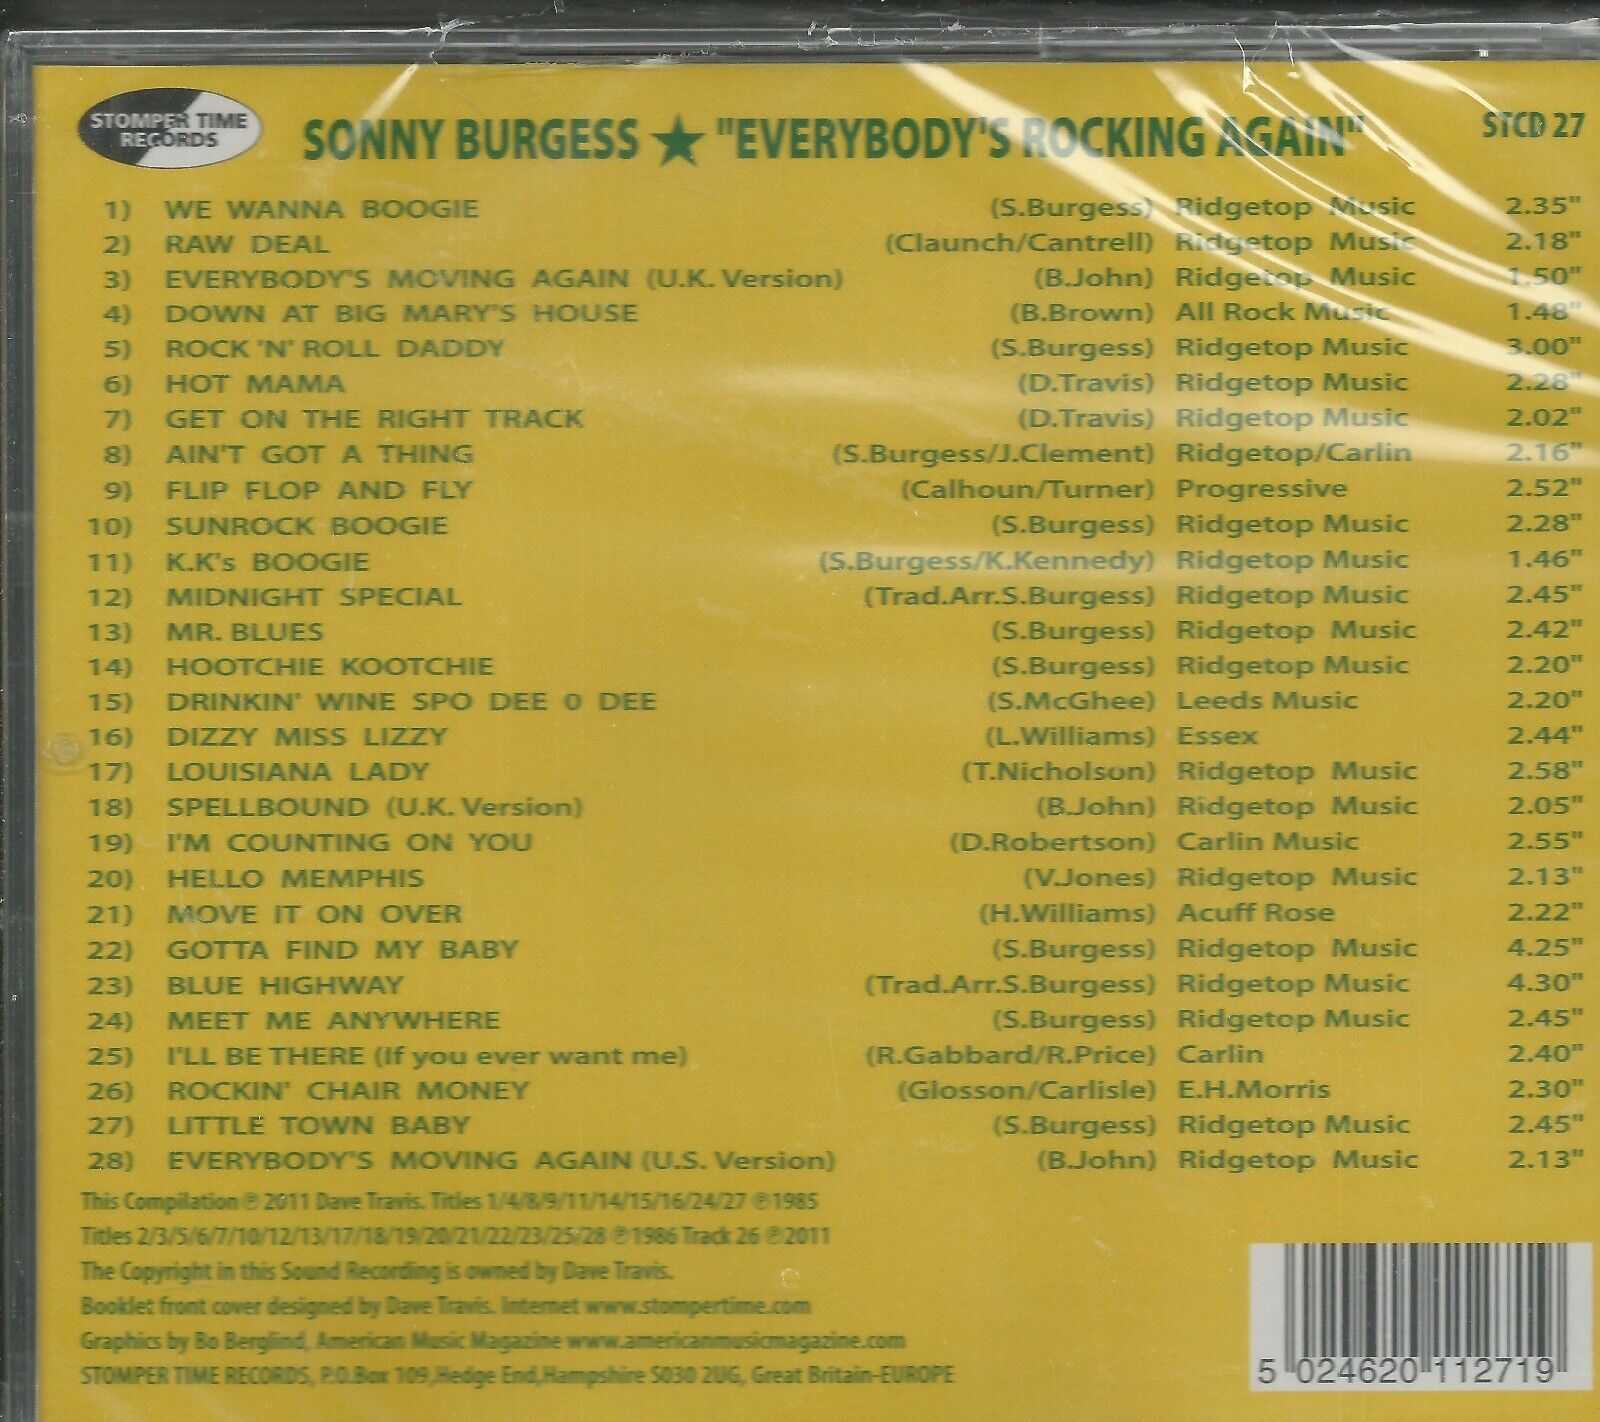 STOMPER TIME
RECORDS
SONNY BURGESS ★ "EVERYBODY'S ROCKING AGAIN" STCD 27
1) WE WANNA BOOGIE (S.Burgess) Ridgetop Music 2.35"
2) RAW DEAL (Claunch/Cantrell) Ridgetop Music 2.18"
3) EVERYBODY'S MOVING AGAIN (U.K. Version) (B.John) Ridgetop Music 1.50"
4) DOWN AT BIG MARY'S HOUSE (B.Brown) All Rock Music 1.48"
5) ROCK 'N' ROLL DADDY (S.Burgess) Ridgetop Music 3.00"
6) HOT MAMA (D.Travis) Ridgetop Music 2.28"
7) GET ON THE RIGHT TRACK (D.Travis) Ridgetop Music 2.02"
8) AIN'T GOT A THING (S.Burgess/J.Clement) Ridgetop/Carlin 2.16"
9) FLIP FLOP AND FLY (Calhoun/Turner) Progressive 2.52"
10) SUNROCK BOOGIE (S.Burgess) Ridgetop Music 2.28"
11) K.K's BOOGIE (S.Burgess/K.Kennedy) Ridgetop Music 1.46"
12) MIDNIGHT SPECIAL (Trad.Arr.S.Burgess) Ridgetop Music 2.45"
13) MR. BLUES (S.Burgess) Ridgetop Music 2.42"
14) HOOTCHIE KOOTCHIE (S.Burgess) Ridgetop Music 2.20"
15) DRINKIN' WINE SPO DEE O DEE (S.McGhee) Leeds Music 2.20"
16) DIZZY MISS LIZZY (L.Williams) Essex 2.44"
17) LOUISIANA LADY (T.Nicholson) Ridgetop Music 2.58"
18) SPELLBOUND (U.K. Version) (B.John) Ridgetop Music 2.05"
19) I'M COUNTING ON YOU (D.Robertson) Carlin Music 2.55"
20) HELLO MEMPHIS (V.Jones) Ridgetop Music 2.13"
21) MOVE IT ON OVER (H.Williams) Acuff Rose 2.22"
22) GOTTA FIND MY BABY (S.Burgess) Ridgetop Music 4.25"
23) BLUE HIGHWAY (Trad.Arr.S.Burgess) Ridgetop Music 4.30"
24) MEET ME ANYWHERE (S.Burgess) Ridgetop Music 2.45"
25) I'LL BE THERE (If you ever want me) (R.Gabbard/R.Price) Carlin 2.40"
26) ROCKIN' CHAIR MONEY (Glosson/Carlisle) E.H.Morris 2.30"
27) LITTLE TOWN BABY (S.Burgess) Ridgetop Music 2.45"
28) EVERYBODY'S MOVING AGAIN (U.S. Version) (B.John) Ridgetop Music 2.13"
This Compilation ℗ 2011 Dave Travis. Titles 1/4/8/9/11/14/15/16/24/27 ℗1985
Titles 2/3/5/6/7/10/12/13/17/18/19/20/21/22/23/25/28 ℗1986 Track 26 ℗2011
The Copyright in this Sound Recording is owned by Dave Travis.
Booklet front cover designed by Dave Travis. Internet www.stompertime.com
Graphics by Bo Berglind, American Music Magazine www.americanmusicmagazine.com
STOMPER TIME RECORDS, P.O.Box 109,Hedge End,Hampshire SO30 2UG, Great Britain-EUROPE
5 024620 112719